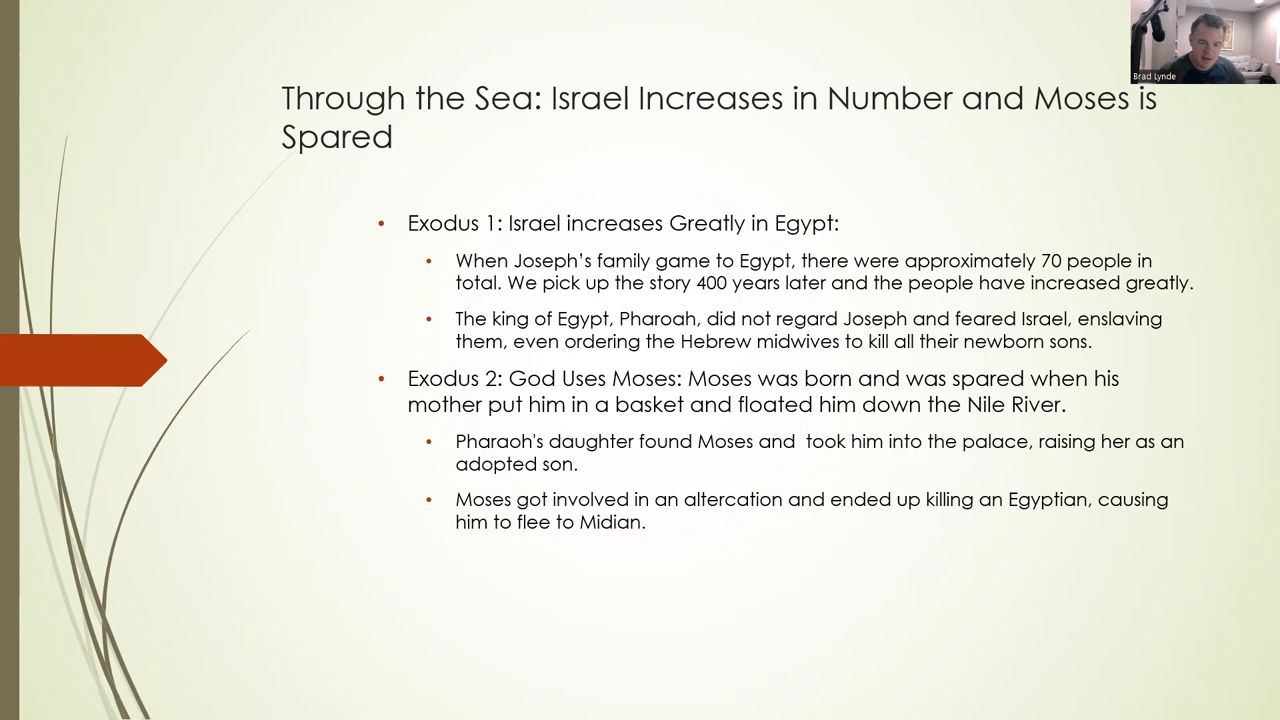 Brad Lynde
Through the Sea: Israel Increases in Number and Moses is
Spared
• Exodus 1: Israel increases Greatly in Egypt:
• When Joseph’s family game to Egypt, there were approximately 70 people in
total. We pick up the story 400 years later and the people have increased greatly.
• The king of Egypt, Pharoah, did not regard Joseph and feared Israel, enslaving
them, even ordering the Hebrew midwives to kill all their newborn sons.
• Exodus 2: God Uses Moses: Moses was born and was spared when his
mother put him in a basket and floated him down the Nile River.
• Pharaoh's daughter found Moses and  took him into the palace, raising her as an
adopted son.
• Moses got involved in an altercation and ended up killing an Egyptian, causing
him to flee to Midian.